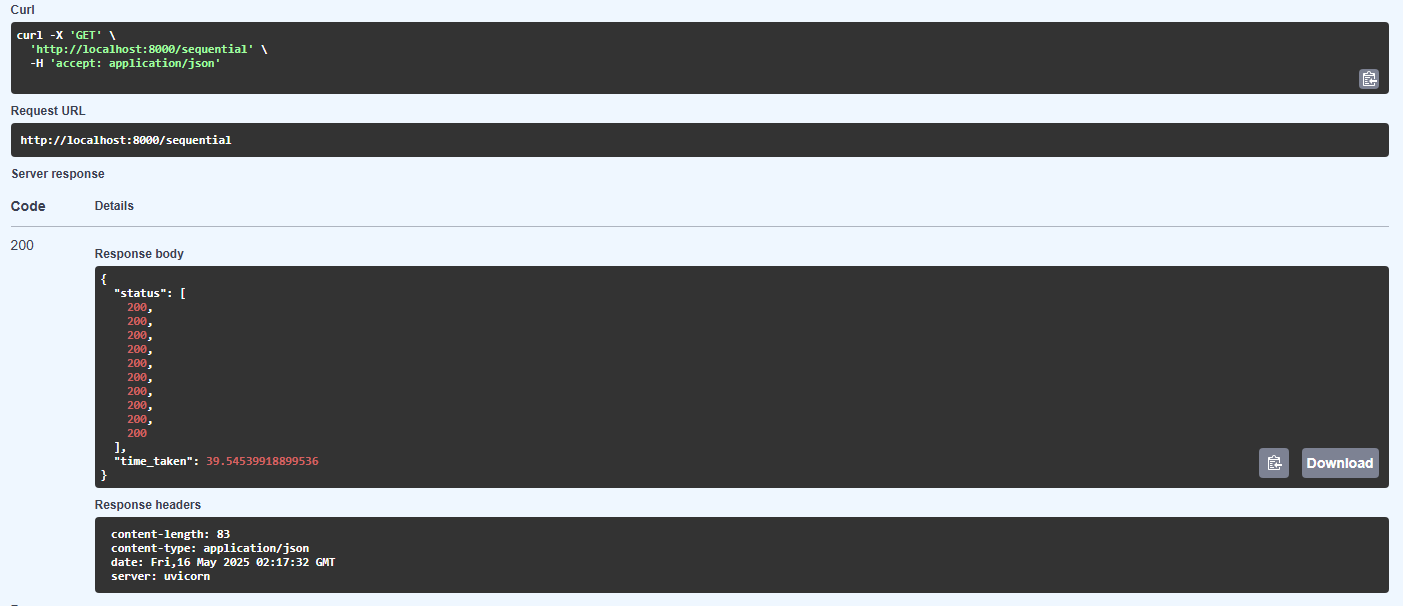 Curl
curl -X 'GET' \
  'http://localhost:8000/sequential' \
  -H 'accept: application/json'
Request URL
http://localhost:8000/sequential
Server response
Code Details
200
Response body
{
  "status": [
    200,
    200,
    200,
    200,
    200,
    200,
    200,
    200,
    200,
    200
  ],
  "time_taken": 39.54539918899536
}
Download
Response headers
content-length: 83
content-type: application/json
date: Fri,16 May 2025 02:17:32 GMT
server: uvicorn